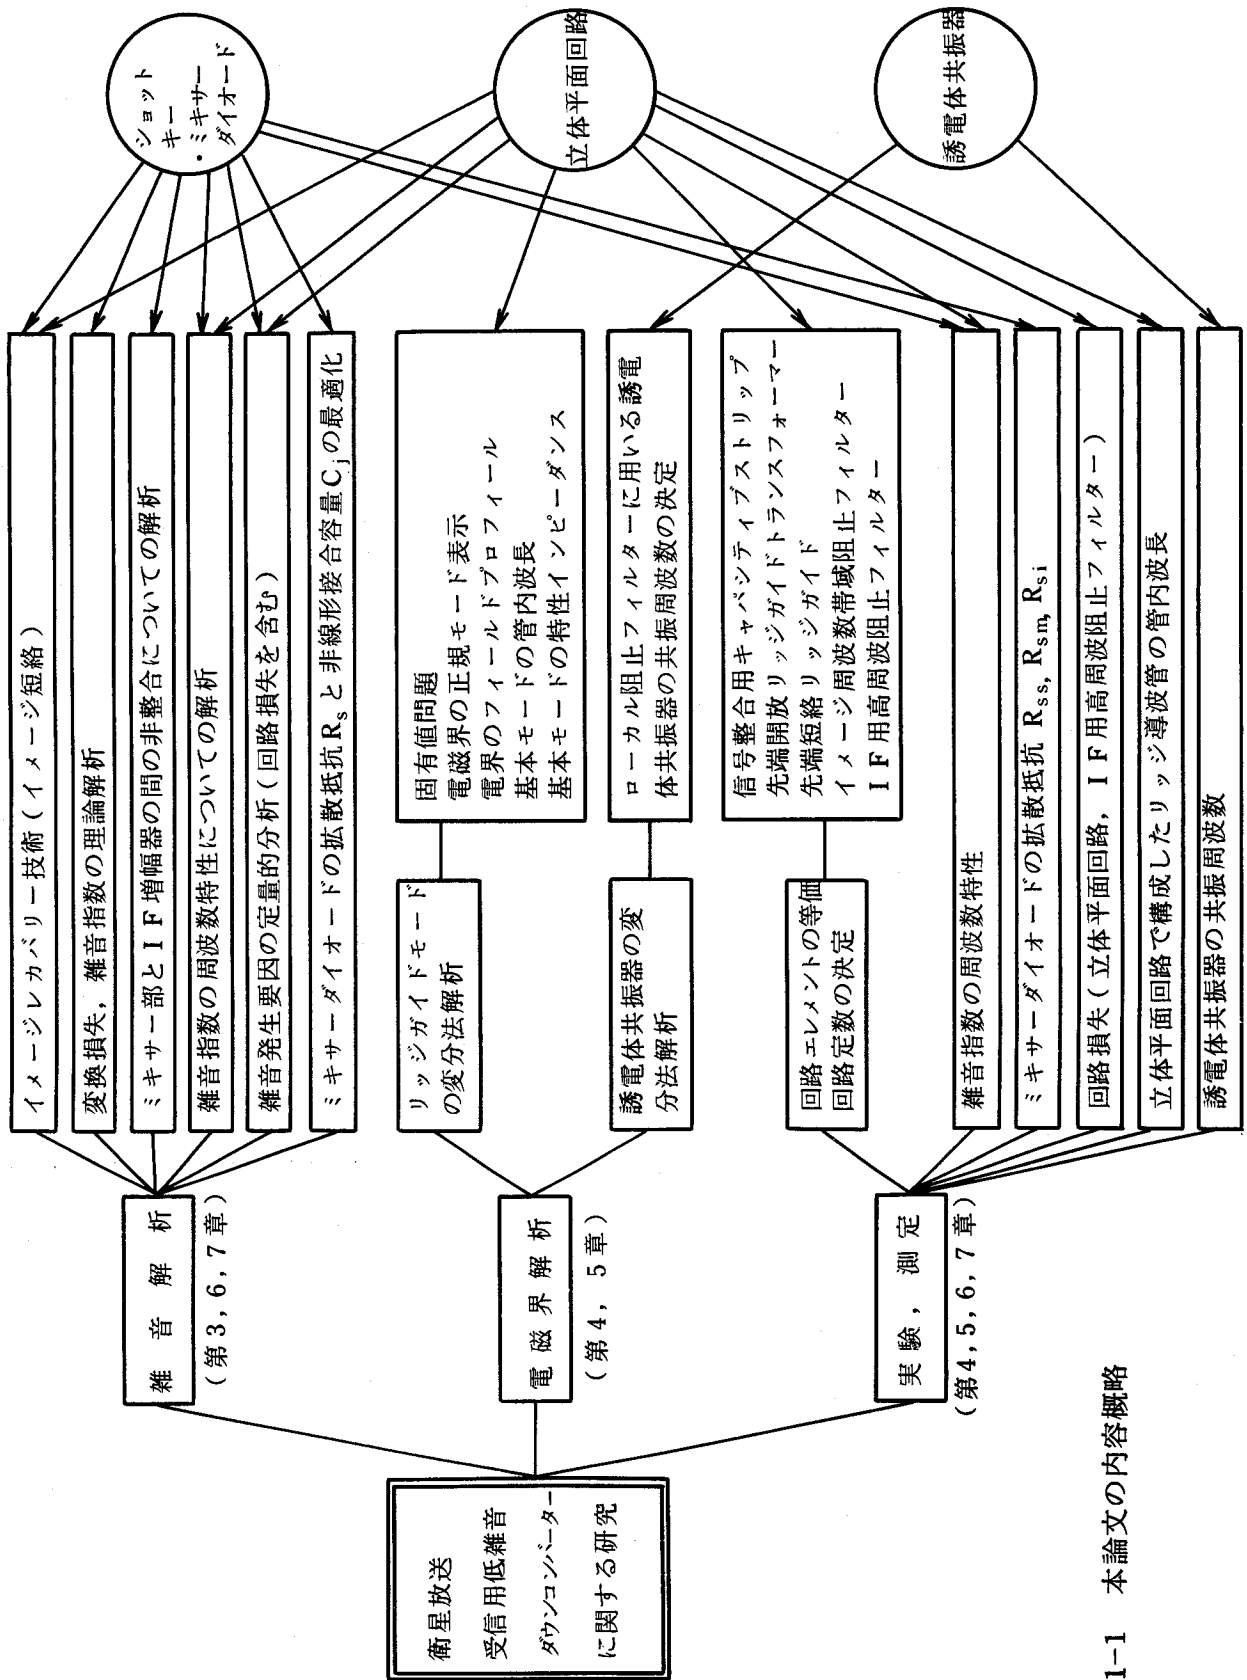 衛星放送
受信用低雑音
ダウンコンバーター
に関する研究
雑音解析
(第3,6,7章)
電磁界解析
(第4,5章)
実験,測定
(第4,5,6,7章)
イメージレカバリー技術(イメージ短絡)
変換損失,雑音指数の理論解析
ミキサー部とIF増幅器の間の非整合についての解析
雑音指数の周波数特性についての解析
雑音発生要因の定量的分析(回路損失を含む)
ミキサーダイオードの拡散抵抗Rsと非線形接合容量Cjの最適化
リッジガイドモード
の変分法解析
固有値問題
電磁界の正規モード表示
電界のフィールドプロフィール
基本モードの管内波長
基本モードの特性インピーダンス
誘電体共振器の変
分法解析
ローカル阻止フィルターに用いる誘電
体共振器の共振周波数の決定
回路エレメントの等価
回路定数の決定
信号整合用キャパシティブストリップ
先端開放リッジガイドトランスフォーマー
先端短絡リッジガイド
イメージ周波数帯域阻止フィルター
IF用高周波阻止フィルター
雑音指数の周波数特性
ミキサーダイオードの拡散抵抗 Rss, Rsm, Rsi
回路損失(立体平面回路,IF用高周波阻止フィルター)
立体平面回路で構成したリッジ導波管の管内波長
誘電体共振器の共振周波数
ショット
キー
・ミキサー
ダイオード
立体平面回路
誘電体共振器
1-1 本論文の内容概略